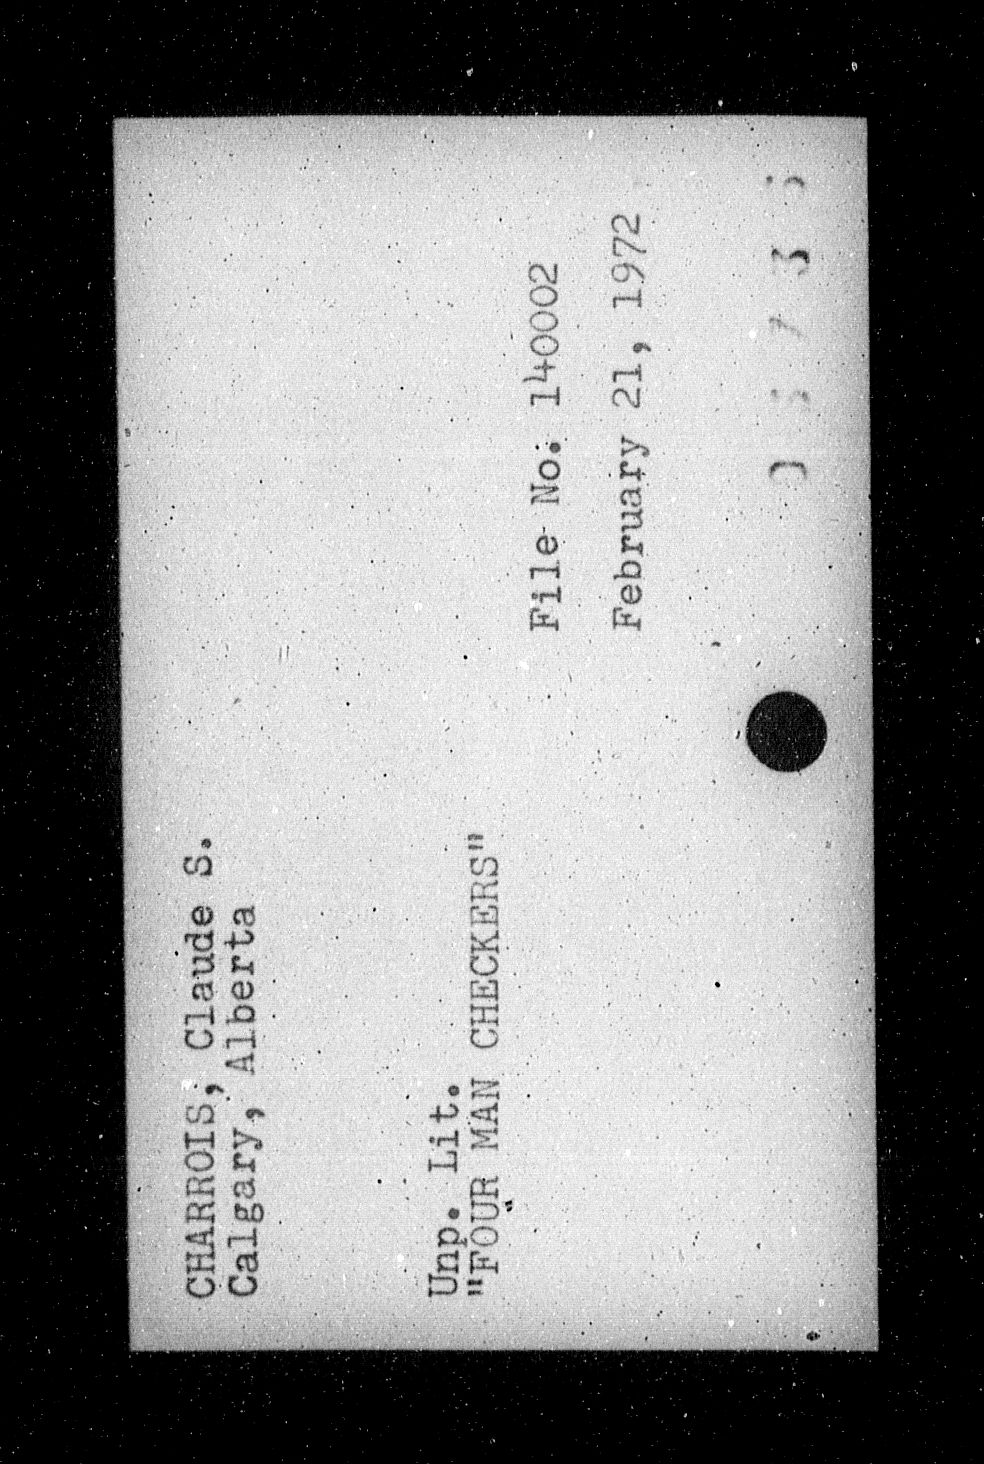 CHARROIS, Claude S.
Calgary, Alberta
Unp. Lit.
"FOUR MAN CHECKERS"
File No. 140002
February 21, 1972